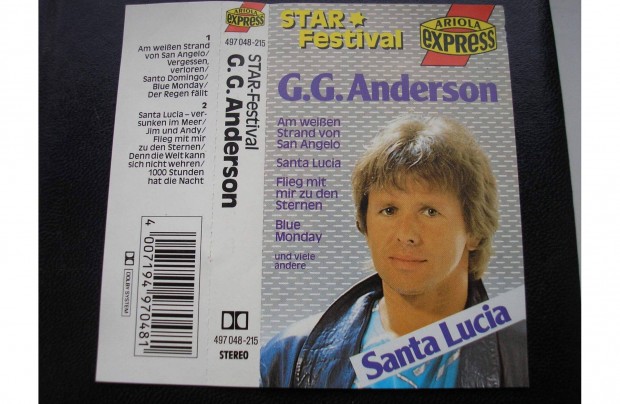 1
Am weißen Strand
von San Angelo/
Vergessen,
verloren/
Santo Domingo/
Blue Monday/
Der Regen fällt
2
Santa Lucia – ver-
sunken im Meer/
Jim und Andy/
Flieg mit mir
zu den Sternen/
Denn die Welt kann
sich nicht wehren/
1000 Stunden
hat die Nacht
DOLBY SYSTEM
4 007194 970481
497 048-215
STAR-Festival
G.G. Anderson
497 048-215
STEREO
STAR
Festival
ARIOLA
express
G.G. Anderson
Am weißen
Strand von
San Angelo
Santa Lucia
Flieg mit
mir zu den
Sternen
Blue
Monday
und viele
andere
Santa Lucia